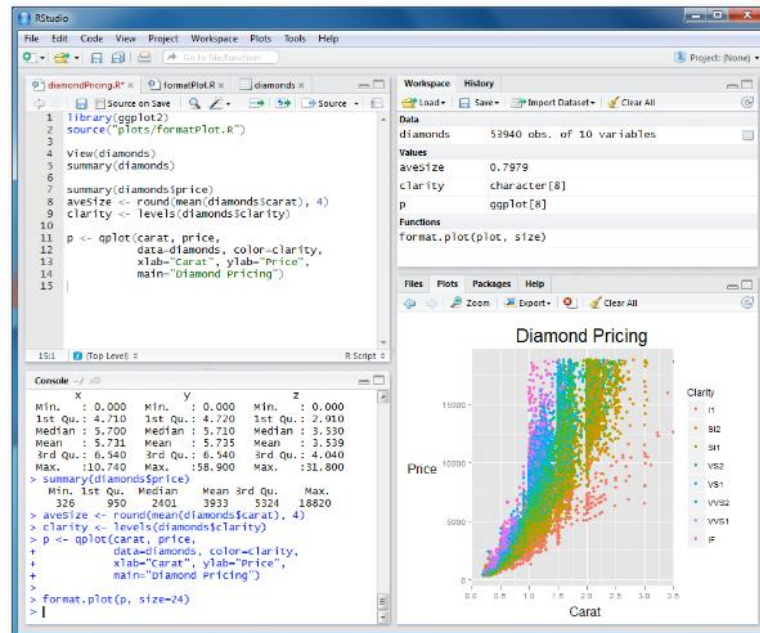 RStudio
File Edit Code View Project Workspace Plots Tools Help
Go to file/function
Project: (None)
diamondPricing.R*
formatPlot.R
diamonds
Source on Save
Source
1 library(ggplot2)
2 source("plots/formatPlot.R")
3
4 View(diamonds)
5 summary(diamonds)
6
7 summary(diamonds$price)
8 aveSize <- round(mean(diamonds$carat), 4)
9 clarity <- levels(diamonds$clarity)
10
11 p <- qplot(carat, price,
12 data=diamonds, color=clarity,
13 xlab="Carat", ylab="Price",
14 main="Diamond Pricing")
15
15:1 (Top Level) R Script
Console ~/
x y z
Min. : 0.000 Min. : 0.000 Min. : 0.000
1st Qu.: 4.710 1st Qu.: 4.720 1st Qu.: 2.910
Median : 5.700 Median : 5.710 Median : 3.530
Mean : 5.731 Mean : 5.735 Mean : 3.539
3rd Qu.: 6.540 3rd Qu.: 6.540 3rd Qu.: 4.040
Max. :10.740 Max. :58.900 Max. :31.800
> summary(diamonds$price)
Min. 1st Qu. Median Mean 3rd Qu. Max.
326 950 2401 3933 5324 18820
> aveSize <- round(mean(diamonds$carat), 4)
> clarity <- levels(diamonds$clarity)
> p <- qplot(carat, price,
+ data=diamonds, color=clarity,
+ xlab="Carat", ylab="Price",
+ main="Diamond Pricing")
>
> format.plot(p, size=24)
>
Workspace History
Load Save Import Dataset Clear All
Data
diamonds 53940 obs. of 10 variables
Values
aveSize 0.7979
clarity character[8]
p ggplot[8]
Functions
format.plot(plot, size)
Files Plots Packages Help
Zoom Export Clear All
Diamond Pricing
Price
15000
10000
5000
0
0.0 0.5 1.0 1.5 2.0 2.5 3.0 3.5
Carat
Clarity
I1
SI2
SI1
VS2
VS1
VVS2
VVS1
IF